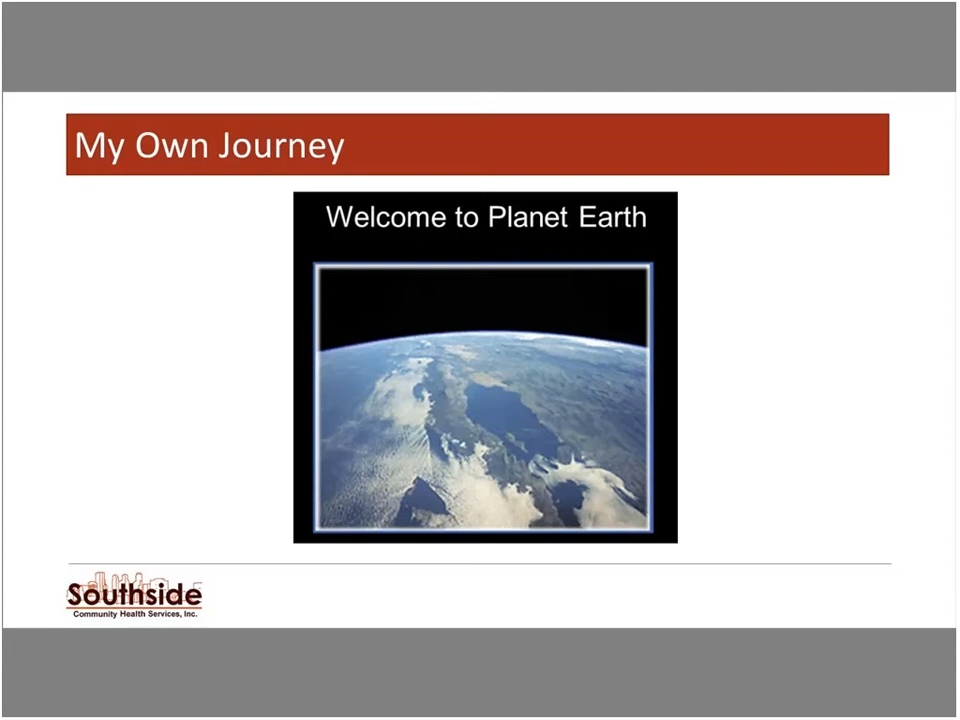 My Own Journey
Welcome to Planet Earth
Southside
Community Health Services, Inc.